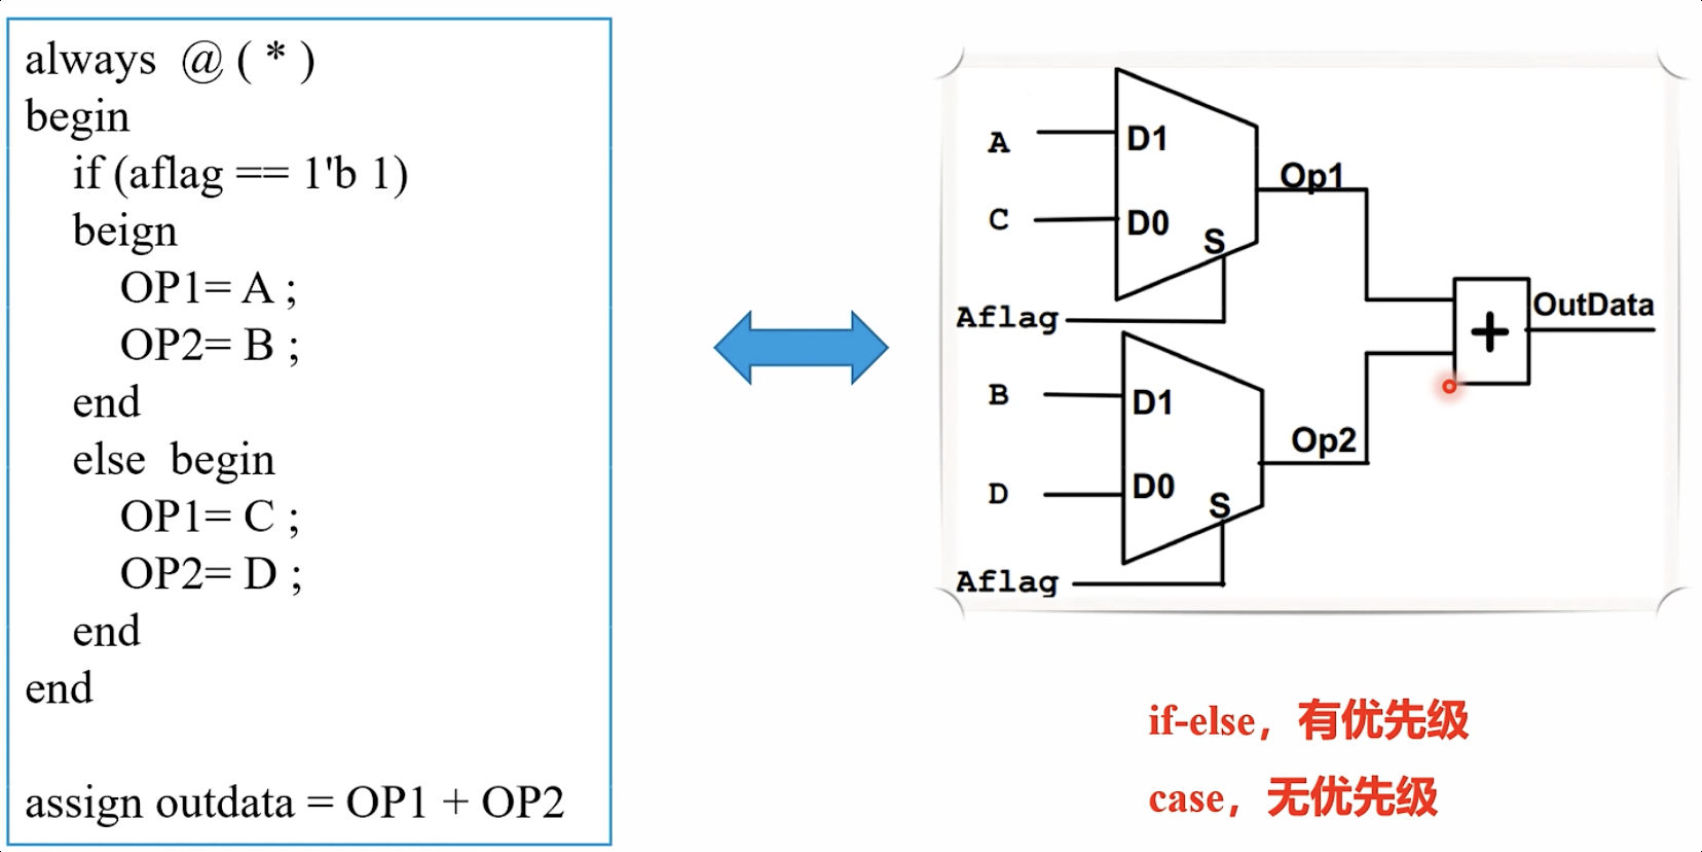 always @ ( * )
begin
if (aflag == 1'b 1)
beign
OP1= A ;
OP2= B ;
end
else begin
OP1= C ;
OP2= D ;
end
end
assign outdata = OP1 + OP2
A
D1
C
D0
S
Op1
Aflag
+
OutData
B
D1
D
D0
S
Op2
Aflag
if-else，有优先级
case，无优先级